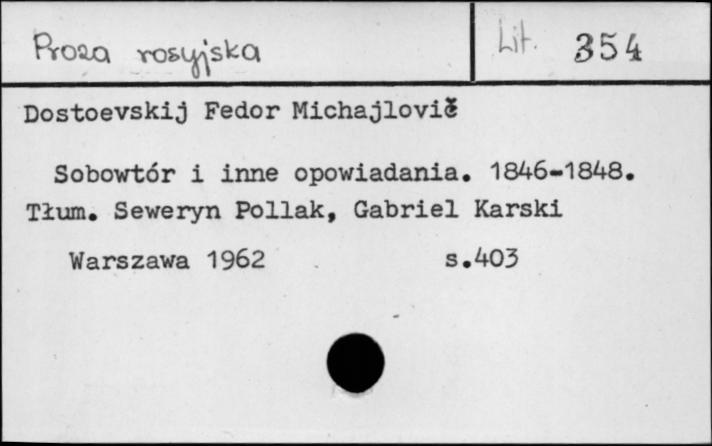 Proza rosyjska
Lit. 354
Dostoevskij Fedor Michajlovič
Sobowtór i inne opowiadania. 1846-1848.
Tłum. Seweryn Pollak, Gabriel Karski
Warszawa 1962 s.403